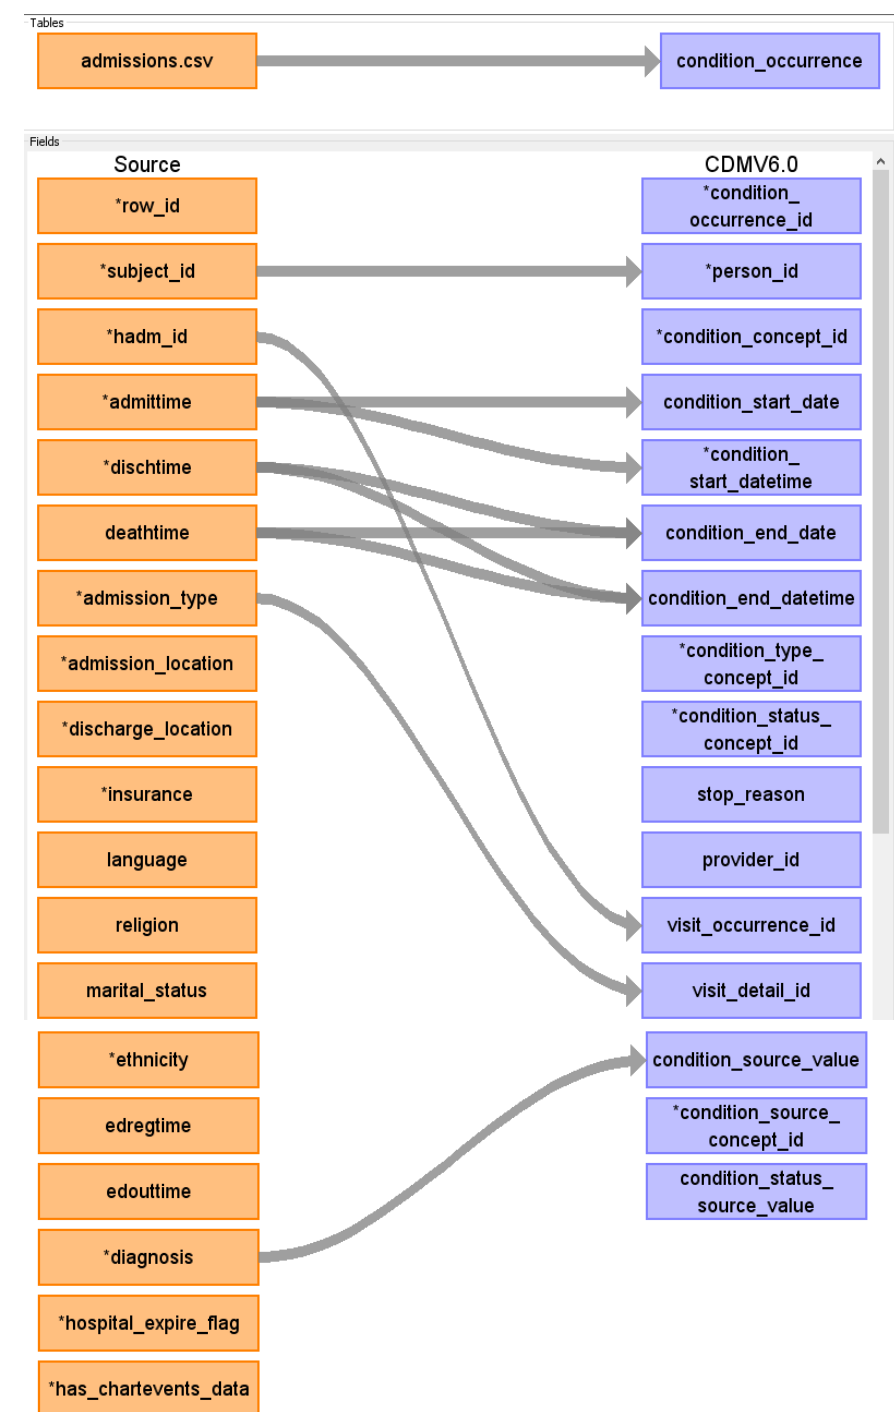 Tables
admissions.csv
condition_occurrence
Fields
Source
CDMV6.0
*row_id
*condition_
occurrence_id
*subject_id
*person_id
*hadm_id
*condition_concept_id
*admittime
condition_start_date
*dischtime
*condition_
start_datetime
deathtime
condition_end_date
*admission_type
condition_end_datetime
*admission_location
*condition_type_
concept_id
*discharge_location
*condition_status_
concept_id
*insurance
stop_reason
language
provider_id
religion
visit_occurrence_id
marital_status
visit_detail_id
*ethnicity
condition_source_value
edregtime
*condition_source_
concept_id
edouttime
condition_status_
source_value
*diagnosis
*hospital_expire_flag
*has_chartevents_data